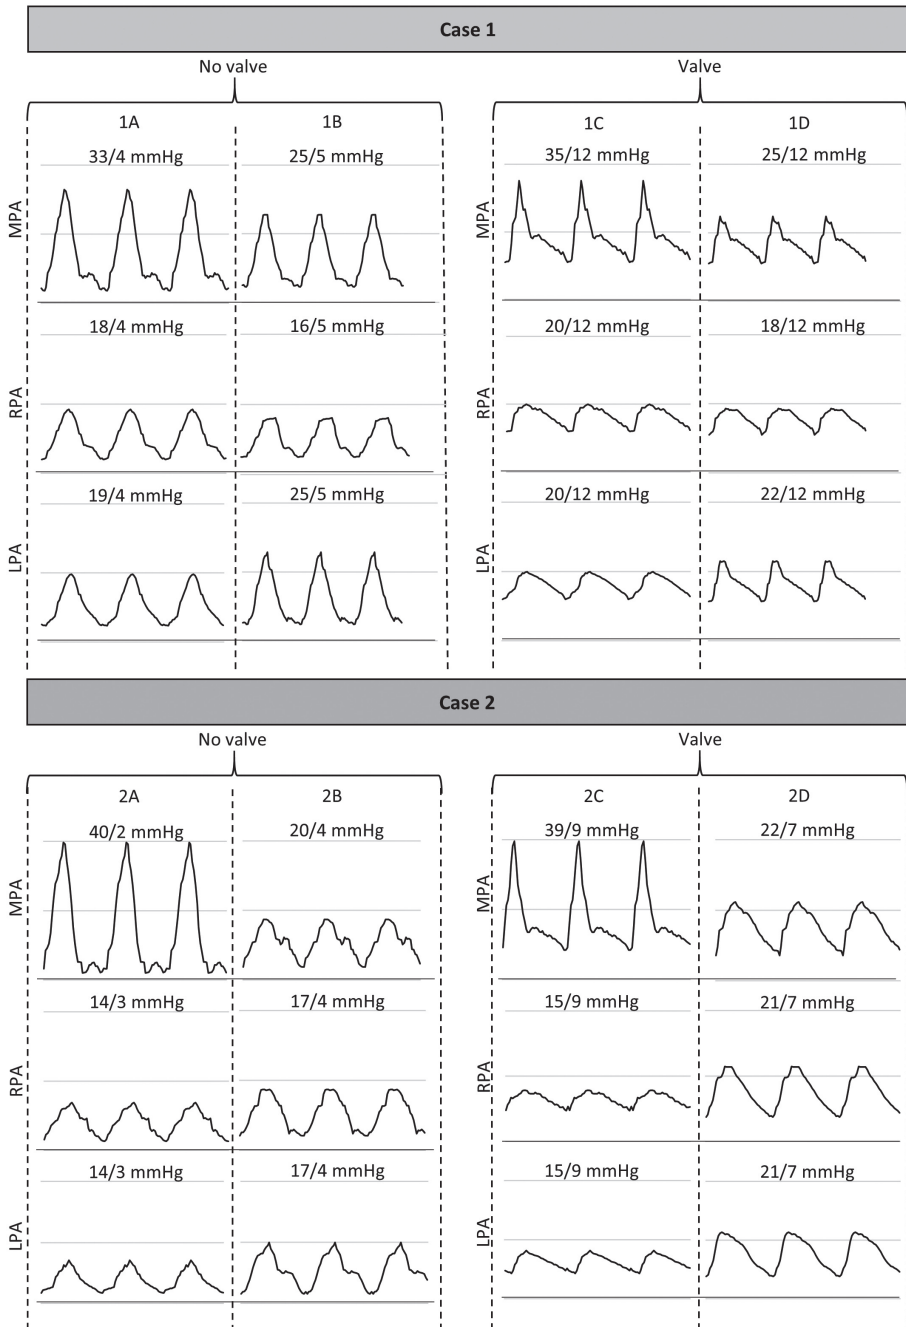 Case 1
No valve
Valve
1A
1B
1C
1D
MPA
33/4 mmHg
25/5 mmHg
35/12 mmHg
25/12 mmHg
RPA
18/4 mmHg
16/5 mmHg
20/12 mmHg
18/12 mmHg
LPA
19/4 mmHg
25/5 mmHg
20/12 mmHg
22/12 mmHg
MPA
RPA
LPA
Case 2
No valve
Valve
2A
2B
2C
2D
MPA
40/2 mmHg
20/4 mmHg
39/9 mmHg
22/7 mmHg
MPA
RPA
14/3 mmHg
17/4 mmHg
15/9 mmHg
21/7 mmHg
RPA
LPA
14/3 mmHg
17/4 mmHg
15/9 mmHg
21/7 mmHg
LPA